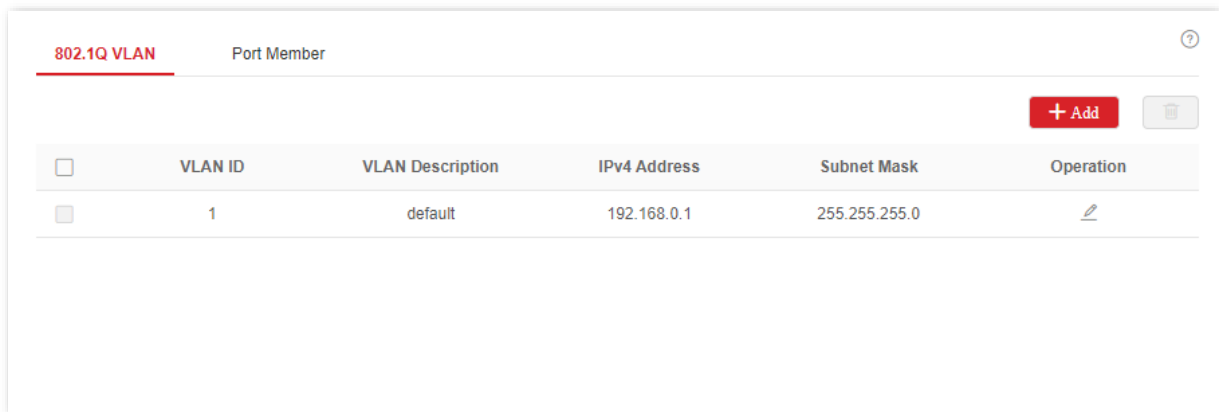 802.1Q VLAN Port Member ?
+ Add
VLAN ID VLAN Description IPv4 Address Subnet Mask Operation
1 default 192.168.0.1 255.255.255.0